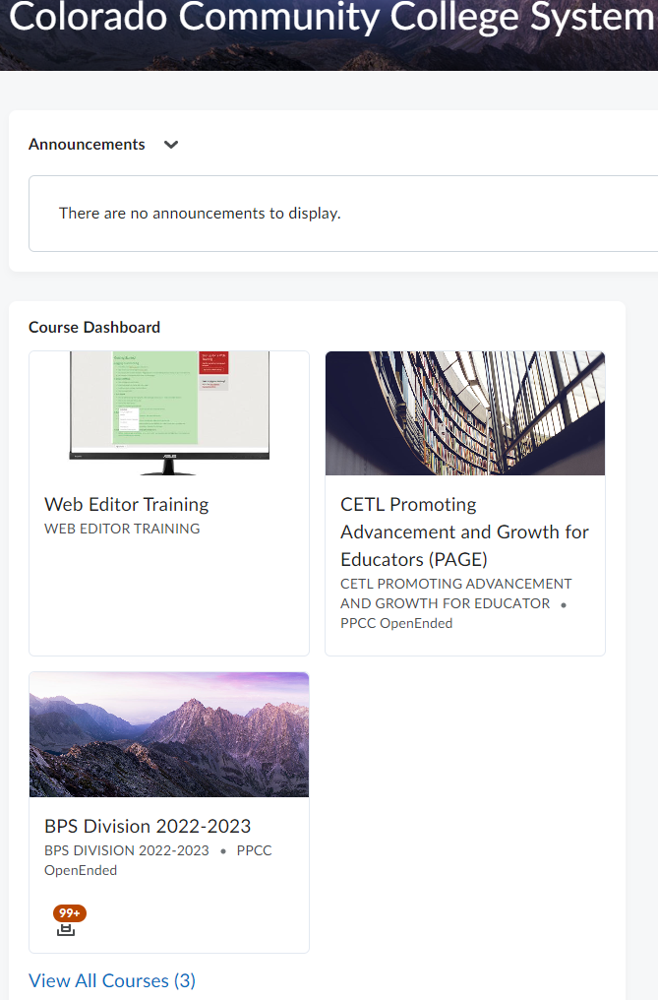 Colorado Community College System
Announcements
There are no announcements to display.
Course Dashboard
Web Editor Training
WEB EDITOR TRAINING
CETL Promoting
Advancement and Growth for
Educators (PAGE)
CETL PROMOTING ADVANCEMENT
AND GROWTH FOR EDUCATOR •
PPCC OpenEnded
BPS Division 2022-2023
BPS DIVISION 2022-2023 • PPCC
OpenEnded
99+
View All Courses (3)